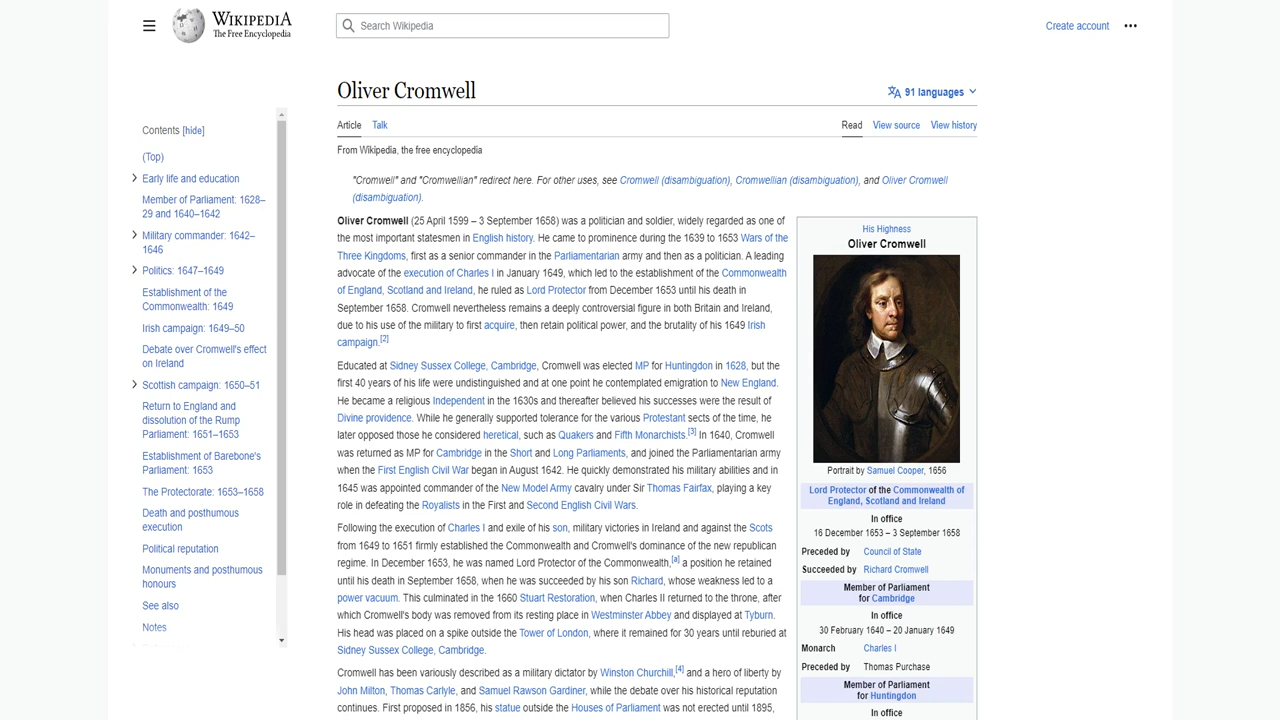 WIKIPEDIA
The Free Encyclopedia
Search Wikipedia
Create account
Oliver Cromwell
91 languages
Article Talk
Read View source View history
From Wikipedia, the free encyclopedia
Contents [hide]
(Top)
Early life and education
Member of Parliament: 1628–
29 and 1640–1642
Military commander: 1642–
1646
Politics: 1647–1649
Establishment of the
Commonwealth: 1649
Irish campaign: 1649–50
Debate over Cromwell's effect
on Ireland
Scottish campaign: 1650–51
Return to England and
dissolution of the Rump
Parliament: 1651–1653
Establishment of Barebone's
Parliament: 1653
The Protectorate: 1653–1658
Death and posthumous
execution
Political reputation
Monuments and posthumous
honours
See also
Notes
"Cromwell" and "Cromwellian" redirect here. For other uses, see Cromwell (disambiguation), Cromwellian (disambiguation), and Oliver Cromwell
(disambiguation).
Oliver Cromwell (25 April 1599 – 3 September 1658) was a politician and soldier, widely regarded as one of
the most important statesmen in English history. He came to prominence during the 1639 to 1653 Wars of the
Three Kingdoms, first as a senior commander in the Parliamentarian army and then as a politician. A leading
advocate of the execution of Charles I in January 1649, which led to the establishment of the Commonwealth
of England, Scotland and Ireland, he ruled as Lord Protector from December 1653 until his death in
September 1658. Cromwell nevertheless remains a deeply controversial figure in both Britain and Ireland,
due to his use of the military to first acquire, then retain political power, and the brutality of his 1649 Irish
campaign.[2]
Educated at Sidney Sussex College, Cambridge, Cromwell was elected MP for Huntingdon in 1628, but the
first 40 years of his life were undistinguished and at one point he contemplated emigration to New England.
He became a religious Independent in the 1630s and thereafter believed his successes were the result of
Divine providence. While he generally supported tolerance for the various Protestant sects of the time, he
later opposed those he considered heretical, such as Quakers and Fifth Monarchists.[3] In 1640, Cromwell
was returned as MP for Cambridge in the Short and Long Parliaments, and joined the Parliamentarian army
when the First English Civil War began in August 1642. He quickly demonstrated his military abilities and in
1645 was appointed commander of the New Model Army cavalry under Sir Thomas Fairfax, playing a key
role in defeating the Royalists in the First and Second English Civil Wars.
Following the execution of Charles I and exile of his son, military victories in Ireland and against the Scots
from 1649 to 1651 firmly established the Commonwealth and Cromwell's dominance of the new republican
regime. In December 1653, he was named Lord Protector of the Commonwealth,[a] a position he retained
until his death in September 1658, when he was succeeded by his son Richard, whose weakness led to a
power vacuum. This culminated in the 1660 Stuart Restoration, when Charles II returned to the throne, after
which Cromwell's body was removed from its resting place in Westminster Abbey and displayed at Tyburn.
His head was placed on a spike outside the Tower of London, where it remained for 30 years until reburied at
Sidney Sussex College, Cambridge.
Cromwell has been variously described as a military dictator by Winston Churchill,[4] and a hero of liberty by
John Milton, Thomas Carlyle, and Samuel Rawson Gardiner, while the debate over his historical reputation
continues. First proposed in 1856, his statue outside the Houses of Parliament was not erected until 1895,
His Highness
Oliver Cromwell
Portrait by Samuel Cooper, 1656
Lord Protector of the Commonwealth of
England, Scotland and Ireland
In office
16 December 1653 – 3 September 1658
Preceded by Council of State
Succeeded by Richard Cromwell
Member of Parliament
for Cambridge
In office
30 February 1640 – 20 January 1649
Monarch Charles I
Preceded by Thomas Purchase
Member of Parliament
for Huntingdon
In office